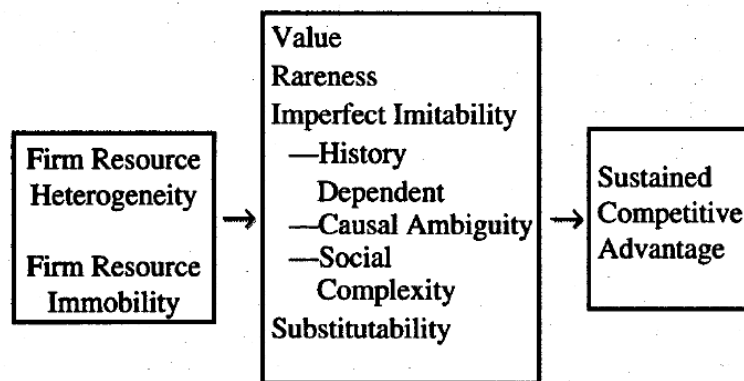 Firm Resource
Heterogeneity
Firm Resource
Immobility
Value
Rareness
Imperfect Imitability
—History
Dependent
—Causal Ambiguity
—Social
Complexity
Substitutability
Sustained
Competitive
Advantage